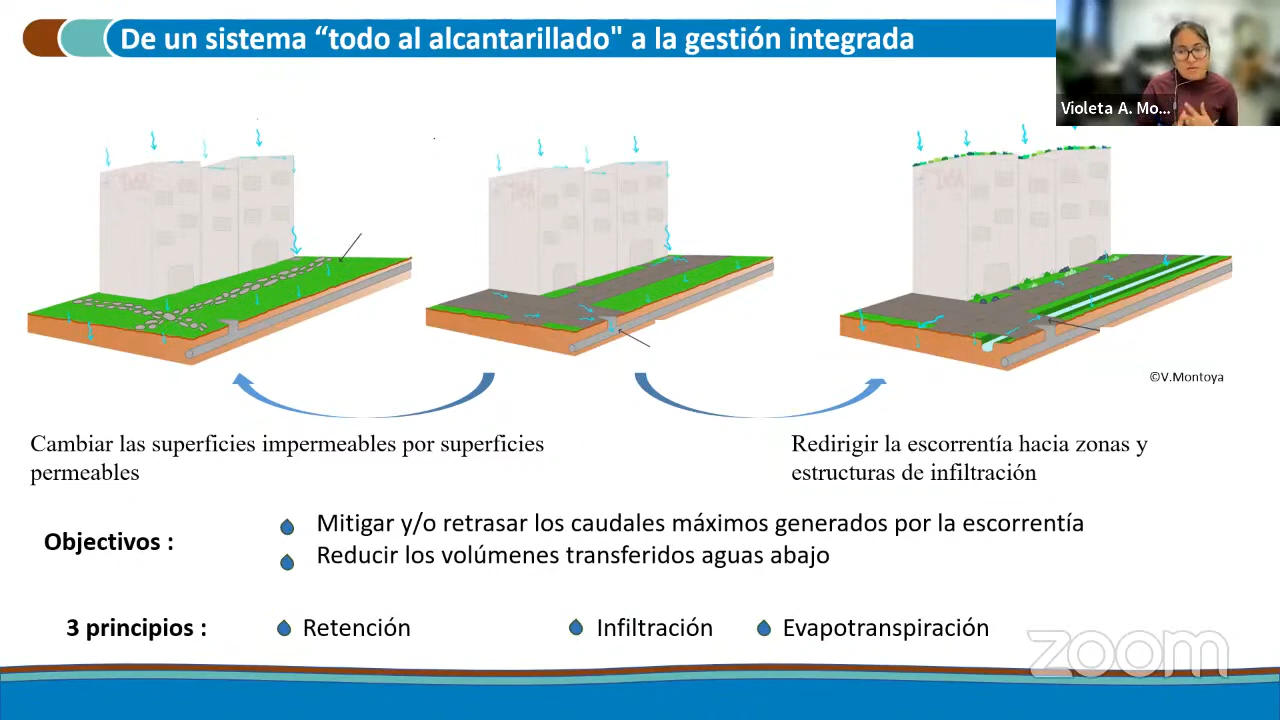 De un sistema “todo al alcantarillado" a la gestión integrada
Violeta A. Mo...
©V.Montoya
Cambiar las superficies impermeables por superficies
permeables
Redirigir la escorrentía hacia zonas y
estructuras de infiltración
Objectivos :
Mitigar y/o retrasar los caudales máximos generados por la escorrentía
Reducir los volúmenes transferidos aguas abajo
3 principios :
Retención
Infiltración
Evapotranspiración
zoom